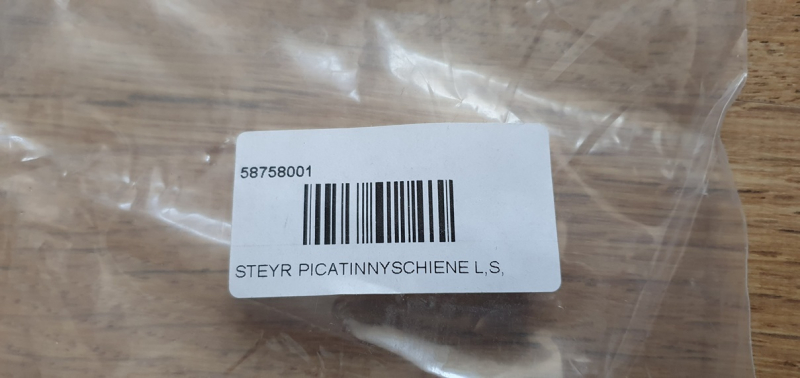 58758001
STEYR PICATINNYSCHIENE L,S,